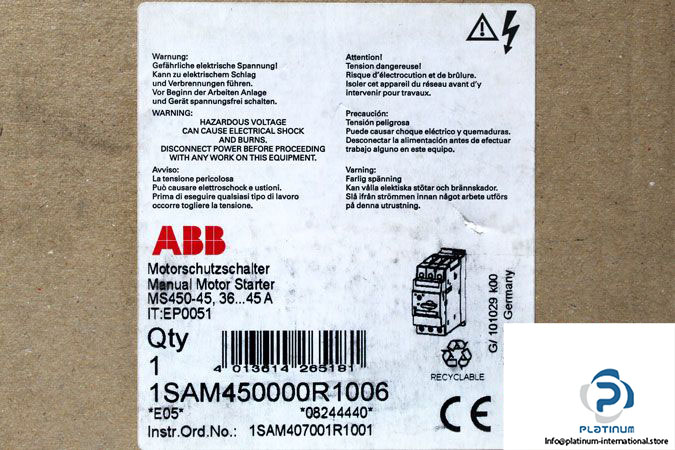 Warnung:
Gefährliche elektrische Spannung!
Kann zu elektrischem Schlag
und Verbrennungen führen.
Vor Beginn der Arbeiten Anlage
und Gerät spannungsfrei schalten.
WARNING:
HAZARDOUS VOLTAGE
CAN CAUSE ELECTRICAL SHOCK
AND BURNS.
DISCONNECT POWER BEFORE PROCEEDING
WITH ANY WORK ON THIS EQUIPMENT.
Avviso:
La tensione pericolosa
Può causare elettroschock e ustioni.
Prima di eseguire qualsiasi tipo di lavoro
occorre togliere la tensione.
Attention!
Tension dangereuse!
Risque d'électrocution et de brûlure.
Isoler cet appareil du réseau avant d'y
intervenir pour travaux.
Precaución:
Tensión peligrosa
Puede causar choque eléctrico y quemaduras.
Desconectar la alimentación antes de efectuar
trabajo alguno en este equipo.
Varning:
Farlig spänning
Kan vålla elektiska stötar och brännskador.
Slå ifrån strömmen innan något arbete utförs
på denna utrustning.
ABB
Motorschutzschalter
Manual Motor Starter
MS450-45, 36...45 A
IT:EP0051
Qty
1
4 013614 265181
1SAM450000R1006
*E05* *08244440*
Instr.Ord.No.: 1SAM407001R1001
RECYCLABLE
CE
G/ 101029 k00
Germany
PLATINUM
info@platinum-international.store